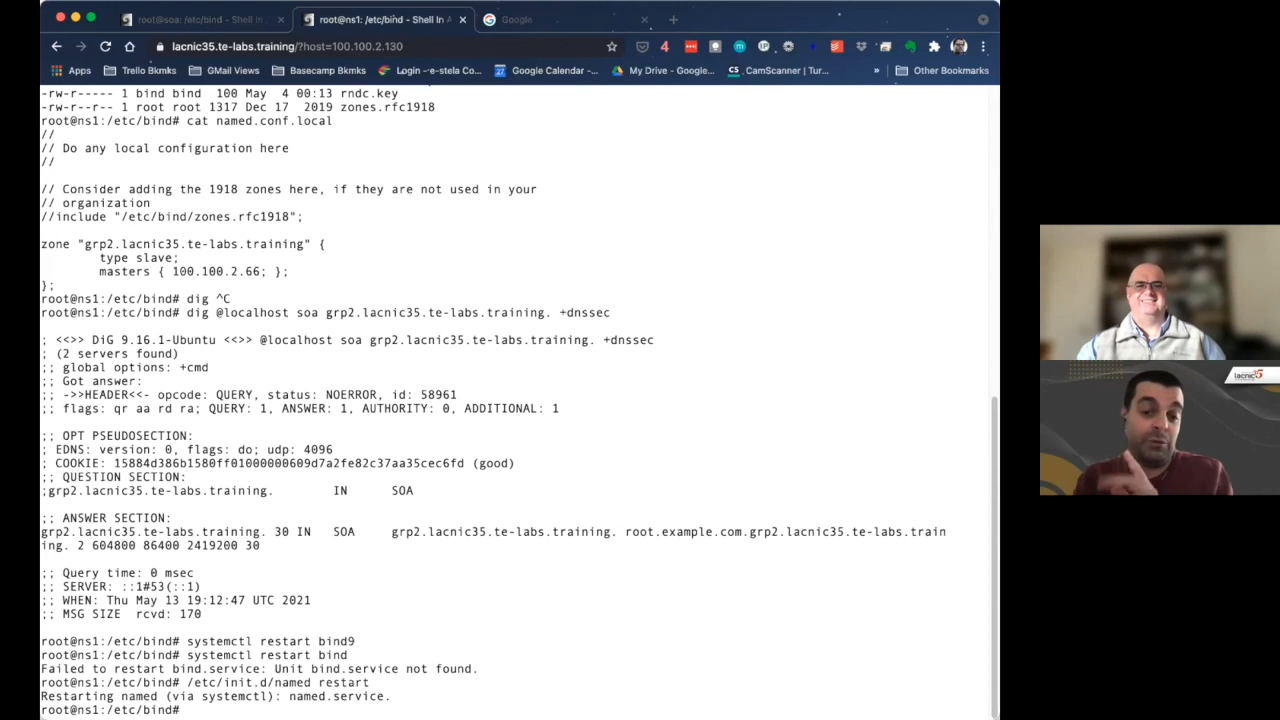 root@soa: /etc/bind - Shell In
root@ns1: /etc/bind - Shell In A
Google
lacnic35.te-labs.training/?host=100.100.2.130
4
Apps
Trello Bkmks
GMail Views
Basecamp Bkmks
Login - e-stela Co...
27
Google Calendar -...
My Drive - Google...
CS
CamScanner | Tur...
»
Other Bookmarks
-rw-r----- 1 bind bind  100 May  4 00:13 rndc.key
-rw-r--r-- 1 root root 1317 Dec 17  2019 zones.rfc1918
root@ns1:/etc/bind# cat named.conf.local
//
// Do any local configuration here
//
// Consider adding the 1918 zones here, if they are not used in your
// organization
//include "/etc/bind/zones.rfc1918";
zone "grp2.lacnic35.te-labs.training" {
type slave;
masters { 100.100.2.66; };
};
root@ns1:/etc/bind# dig ^C
root@ns1:/etc/bind# dig @localhost soa grp2.lacnic35.te-labs.training. +dnssec
; <<>> DiG 9.16.1-Ubuntu <<>> @localhost soa grp2.lacnic35.te-labs.training. +dnssec
; (2 servers found)
;; global options: +cmd
;; Got answer:
;; ->>HEADER<<- opcode: QUERY, status: NOERROR, id: 58961
;; flags: qr aa rd ra; QUERY: 1, ANSWER: 1, AUTHORITY: 0, ADDITIONAL: 1
;; OPT PSEUDOSECTION:
; EDNS: version: 0, flags: do; udp: 4096
; COOKIE: 15884d386b1580ff01000000609d7a2fe82c37aa35cec6fd (good)
;; QUESTION SECTION:
;grp2.lacnic35.te-labs.training.        IN      SOA
;; ANSWER SECTION:
grp2.lacnic35.te-labs.training. 30 IN   SOA     grp2.lacnic35.te-labs.training. root.example.com.grp2.lacnic35.te-labs.train
ing. 2 604800 86400 2419200 30
;; Query time: 0 msec
;; SERVER: ::1#53(::1)
;; WHEN: Thu May 13 19:12:47 UTC 2021
;; MSG SIZE  rcvd: 170
root@ns1:/etc/bind# systemctl restart bind9
root@ns1:/etc/bind# systemctl restart bind
Failed to restart bind.service: Unit bind.service not found.
root@ns1:/etc/bind# /etc/init.d/named restart
Restarting named (via systemctl): named.service.
root@ns1:/etc/bind#
lacnic35